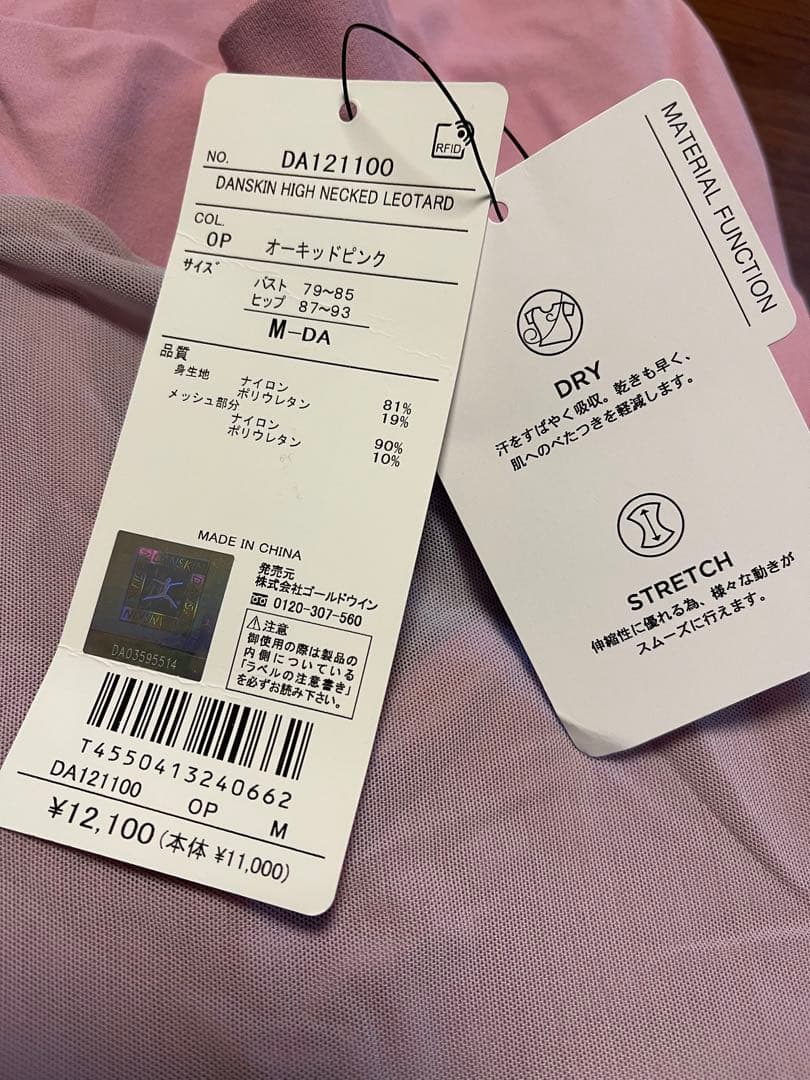 RFID
NO. DA121100
DANSKIN HIGH NECKED LEOTARD
COL.
OP オーキッドピンク
サイズ
バスト 79~85
ヒップ 87~93
M-DA
品質
身生地 ナイロン 81%
ポリウレタン 19%
メッシュ部分
ナイロン 90%
ポリウレタン 10%
MADE IN CHINA
発売元
株式会社ゴールドウイン
0120-307-560
注意
御使用の際は製品の
内側についている
「ラベルの注意書き」
を必ずお読み下さい。
DANSKIN
DA03595514
T4550413240662
DA121100 OP M
¥12,100(本体 ¥11,000)
MATERIAL FUNCTION
DRY
汗をすばやく吸収。乾きも早く、
肌へのべたつきを軽減します。
STRETCH
伸縮性に優れる為、様々な動きが
スムーズに行えます。